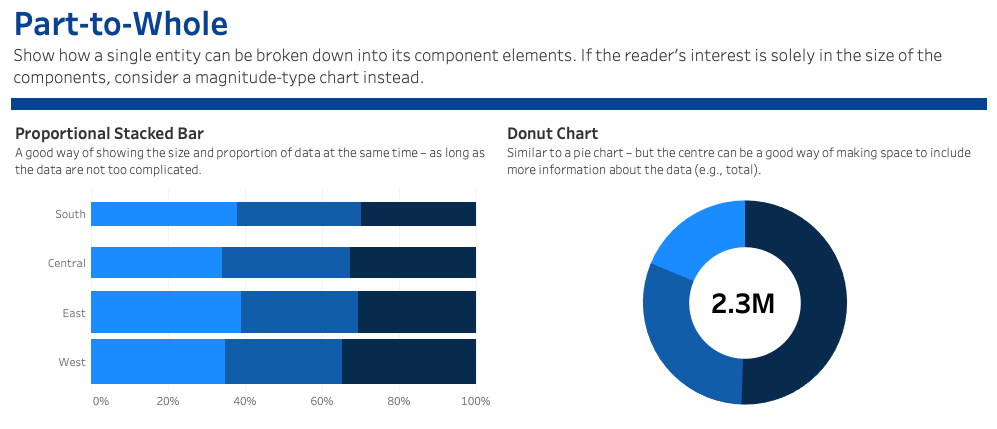 Part-to-Whole
Show how a single entity can be broken down into its component elements. If the reader's interest is solely in the size of the
components, consider a magnitude-type chart instead.
Proportional Stacked Bar
A good way of showing the size and proportion of data at the same time – as long as
the data are not too complicated.
South
Central
East
West
0% 20% 40% 60% 80% 100%
Donut Chart
Similar to a pie chart – but the centre can be a good way of making space to include
more information about the data (e.g., total).
2.3M